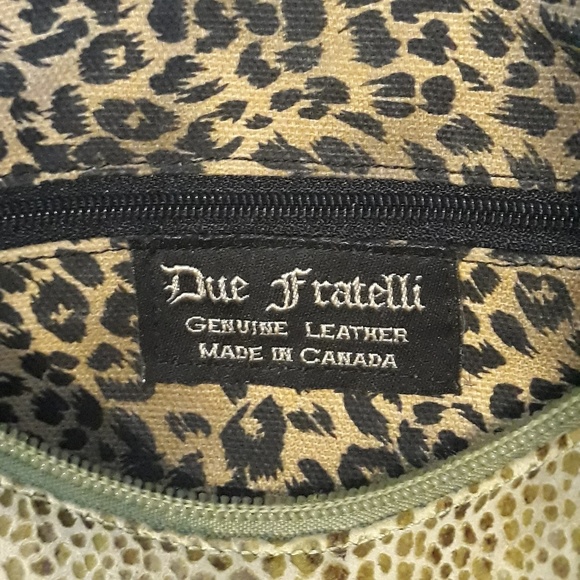 Due Fratelli
GENUINE LEATHER
MADE IN CANADA